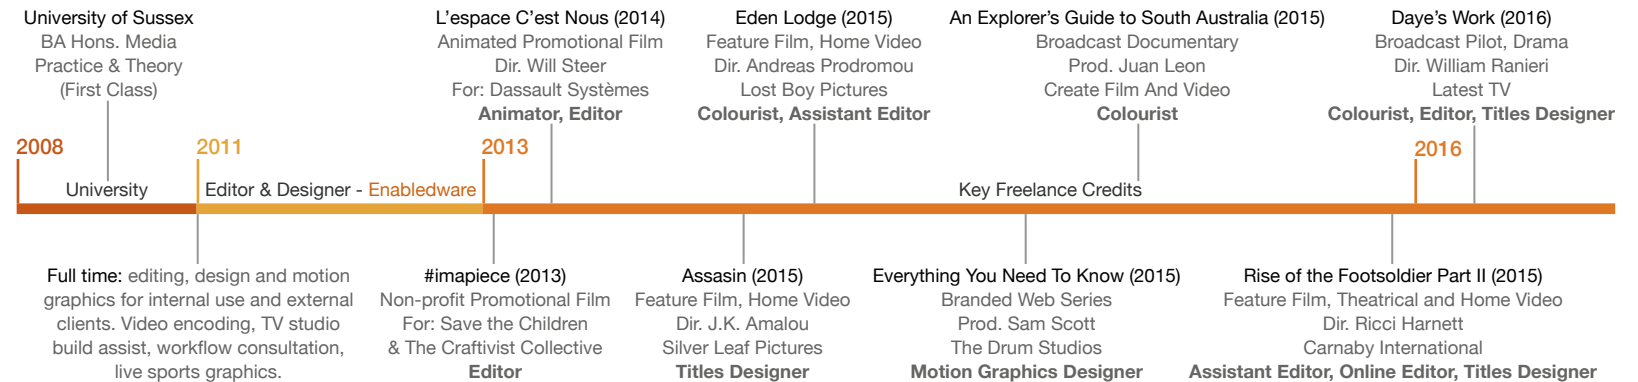 University of Sussex
BA Hons. Media
Practice & Theory
(First Class)
L’espace C’est Nous (2014)
Animated Promotional Film
Dir. Will Steer
For: Dassault Systèmes
Animator, Editor
Eden Lodge (2015)
Feature Film, Home Video
Dir. Andreas Prodromou
Lost Boy Pictures
Colourist, Assistant Editor
An Explorer’s Guide to South Australia (2015)
Broadcast Documentary
Prod. Juan Leon
Create Film And Video
Colourist
Daye’s Work (2016)
Broadcast Pilot, Drama
Dir. William Ranieri
Latest TV
Colourist, Editor, Titles Designer
2008
2011
2013
2016
University
Editor & Designer - Enabledware
Key Freelance Credits
Full time: editing, design and motion
graphics for internal use and external
clients. Video encoding, TV studio
build assist, workflow consultation,
live sports graphics.
#imapiece (2013)
Non-profit Promotional Film
For: Save the Children
& The Craftivist Collective
Editor
Assasin (2015)
Feature Film, Home Video
Dir. J.K. Amalou
Silver Leaf Pictures
Titles Designer
Everything You Need To Know (2015)
Branded Web Series
Prod. Sam Scott
The Drum Studios
Motion Graphics Designer
Rise of the Footsoldier Part II (2015)
Feature Film, Theatrical and Home Video
Dir. Ricci Harnett
Carnaby International
Assistant Editor, Online Editor, Titles Designer